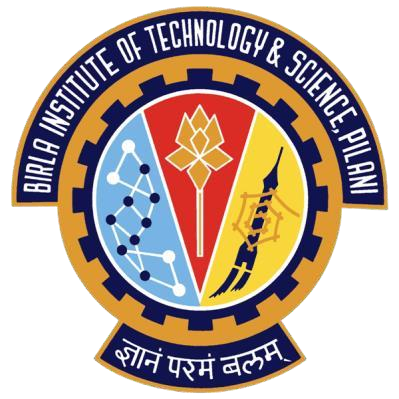 BIRLA INSTITUTE OF TECHNOLOGY & SCIENCE, PILANI
ज्ञानं परमं बलम्